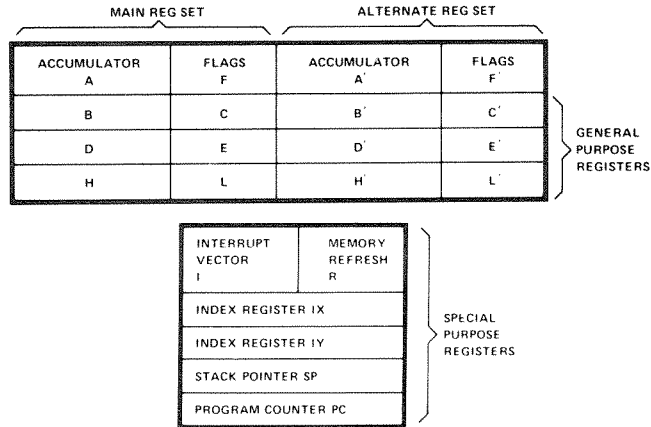 MAIN REG SET ALTERNATE REG SET
ACCUMULATOR FLAGS ACCUMULATOR FLAGS
A F A' F'
B C B' C'
D E D' E'
H L H' L'
GENERAL
PURPOSE
REGISTERS
INTERRUPT MEMORY
VECTOR REFRESH
I R
INDEX REGISTER IX
INDEX REGISTER IY
STACK POINTER SP
PROGRAM COUNTER PC
SPECIAL
PURPOSE
REGISTERS